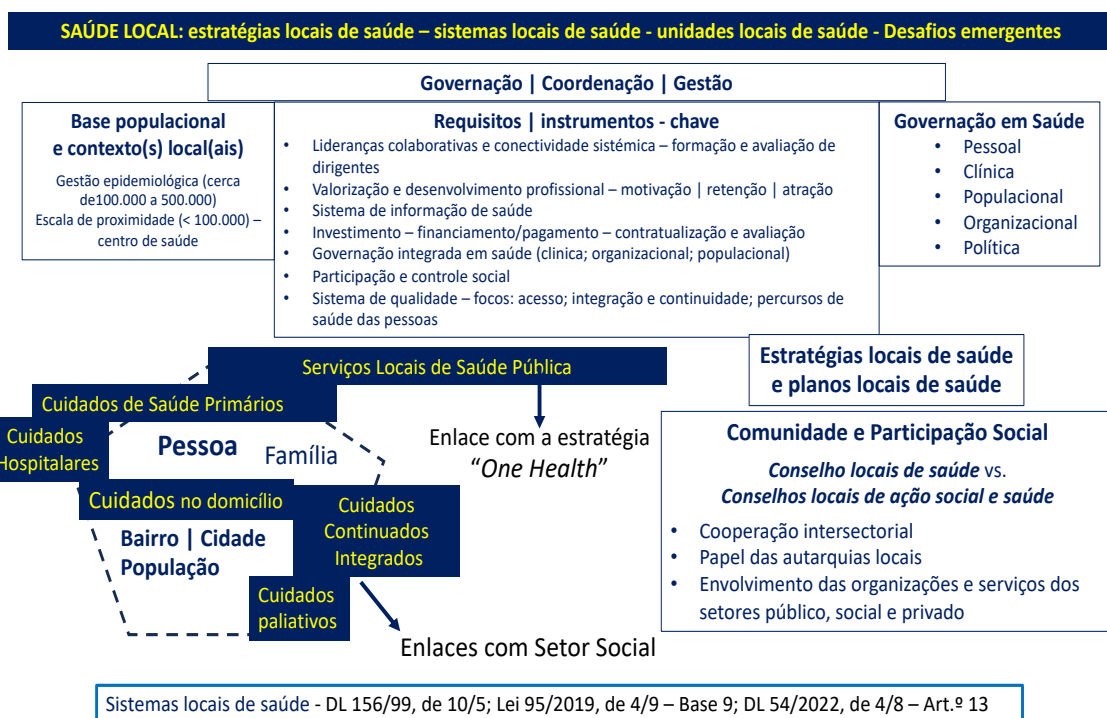 SAÚDE LOCAL: estratégias locais de saúde – sistemas locais de saúde - unidades locais de saúde - Desafios emergentes
Governação | Coordenação | Gestão
Base populacional
e contexto(s) local(ais)
Gestão epidemiológica (cerca
de100.000 a 500.000)
Escala de proximidade (< 100.000) –
centro de saúde
Requisitos | instrumentos - chave
• Lideranças colaborativas e conectividade sistémica – formação e avaliação de
dirigentes
• Valorização e desenvolvimento profissional – motivação | retenção | atração
• Sistema de informação de saúde
• Investimento – financiamento/pagamento – contratualização e avaliação
• Governação integrada em saúde (clinica; organizacional; populacional)
• Participação e controle social
• Sistema de qualidade – focos: acesso; integração e continuidade; percursos de
saúde das pessoas
Governação em Saúde
• Pessoal
• Clínica
• Populacional
• Organizacional
• Política
Estratégias locais de saúde
e planos locais de saúde
Serviços Locais de Saúde Pública
Cuidados de Saúde Primários
Cuidados
Hospitalares
Pessoa Família
Cuidados no domicílio
Bairro | Cidade
População
Cuidados
Continuados
Integrados
Cuidados
paliativos
Enlace com a estratégia
“One Health”
Enlaces com Setor Social
Comunidade e Participação Social
Conselho locais de saúde vs.
Conselhos locais de ação social e saúde
• Cooperação intersectorial
• Papel das autarquias locais
• Envolvimento das organizações e serviços dos
setores público, social e privado
Sistemas locais de saúde - DL 156/99, de 10/5; Lei 95/2019, de 4/9 – Base 9; DL 54/2022, de 4/8 – Art.º 13